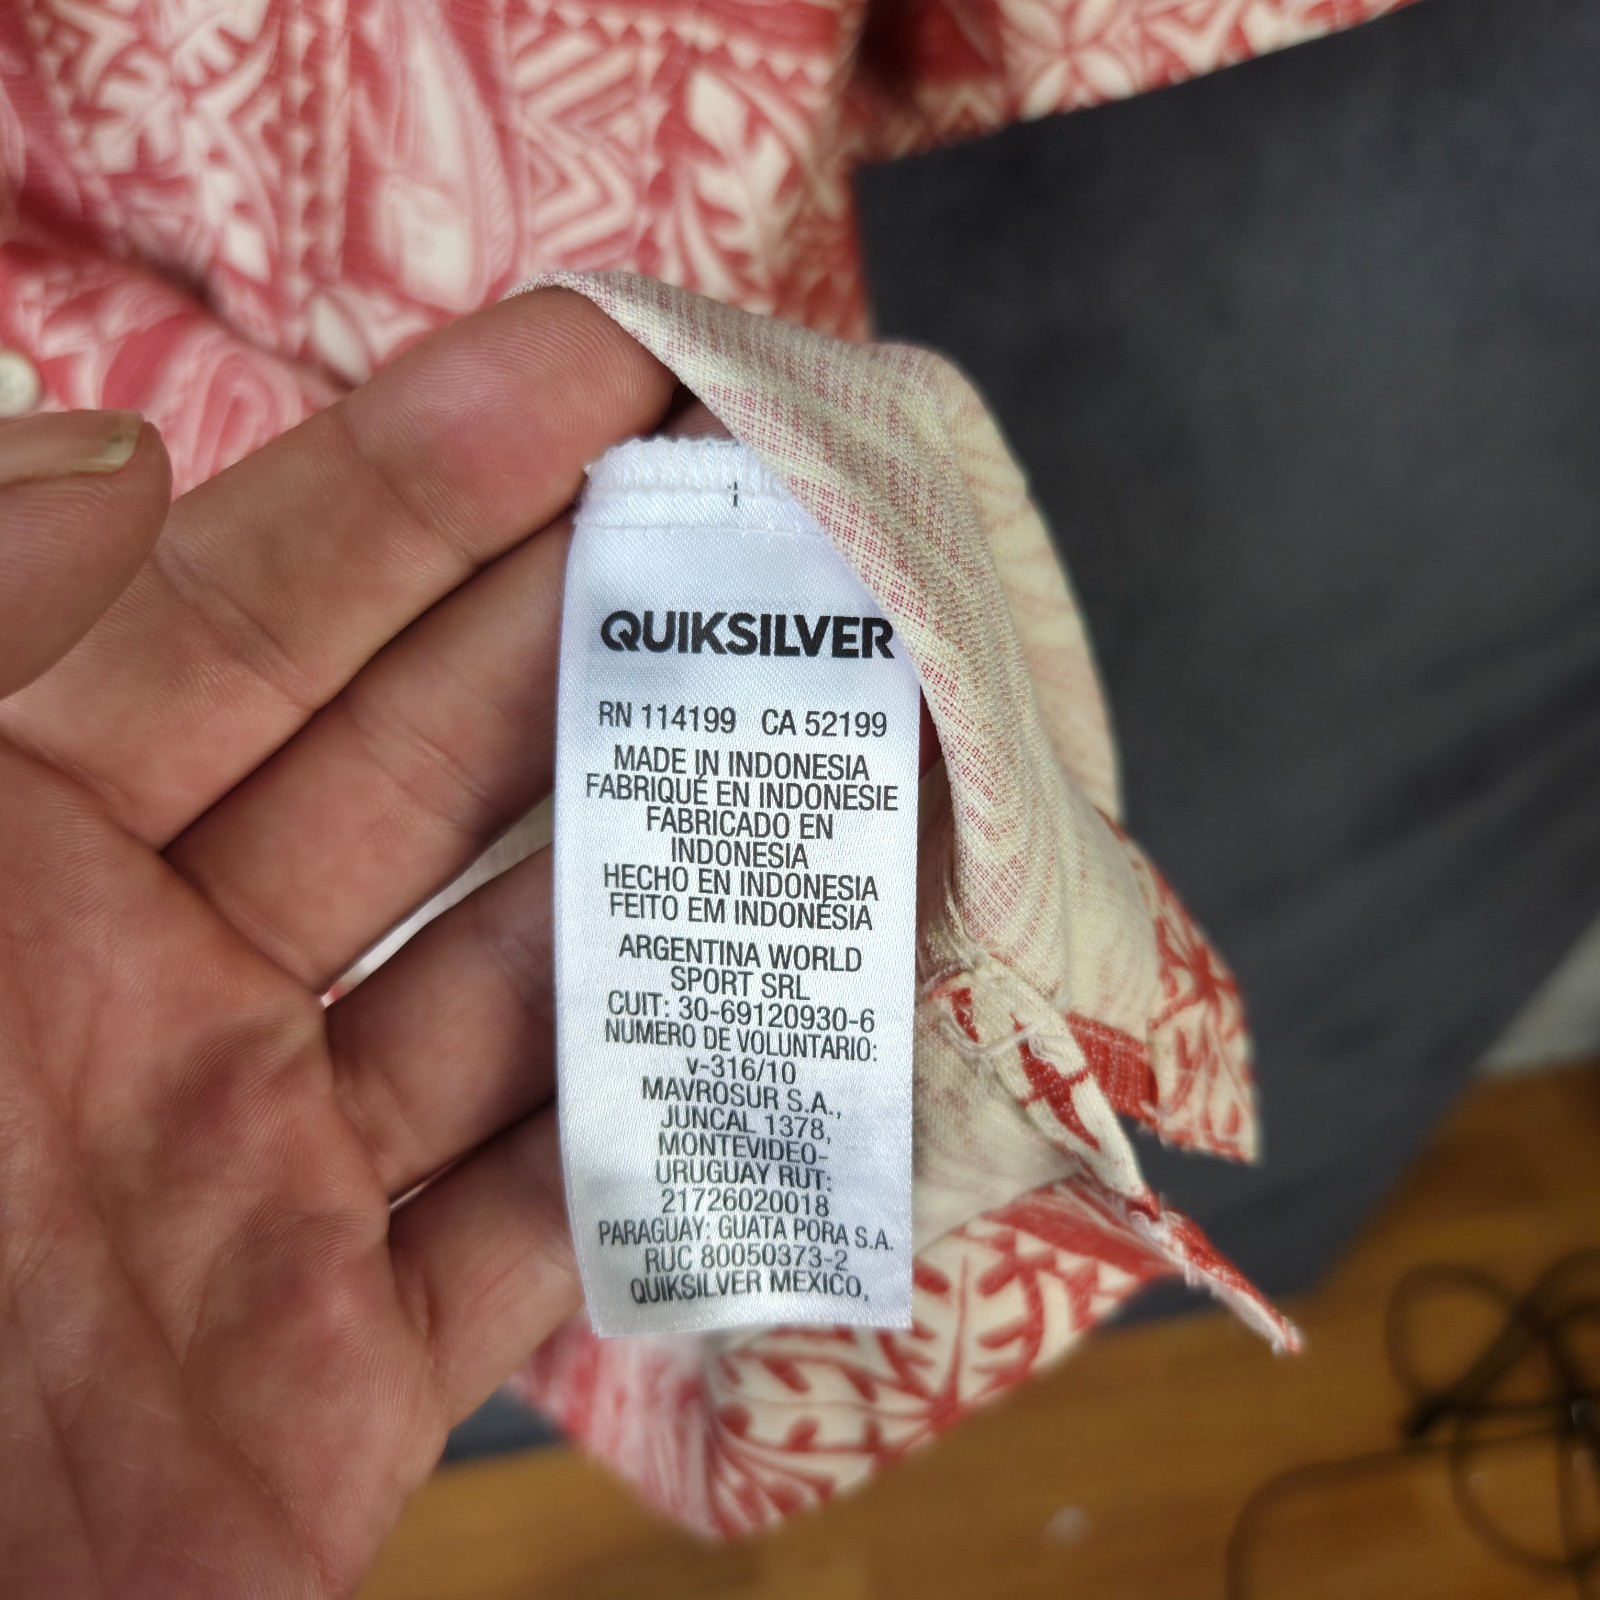 QUIKSILVER
RN 114199 CA 52199
MADE IN INDONESIA
FABRIQUÉ EN INDONESIE
FABRICADO EN
INDONESIA
HECHO EN INDONESIA
FEITO EM INDONÉSIA
ARGENTINA WORLD
SPORT SRL
CUIT: 30-69120930-6
NUMERO DE VOLUNTARIO:
v-316/10
MAVROSUR S.A.,
JUNCAL 1378,
MONTEVIDEO-
URUGUAY RUT:
21726020018
PARAGUAY: GUATA PORA S.A.
RUC 80050373-2
QUIKSILVER MEXICO,